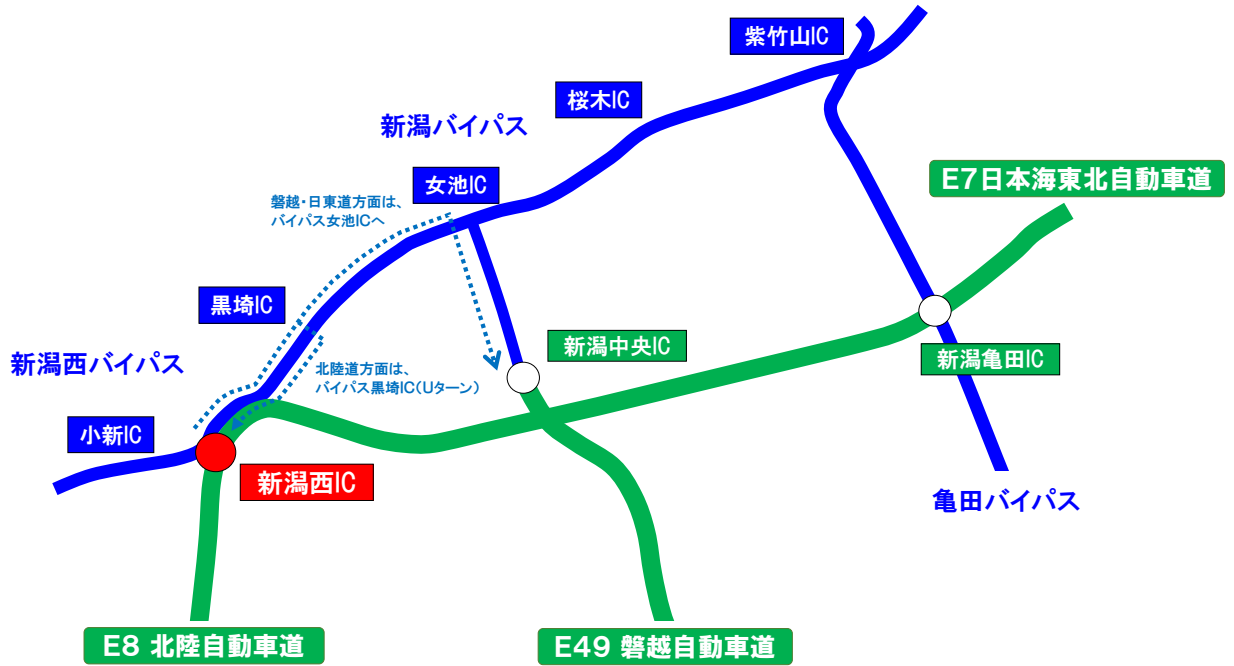 紫竹山IC
桜木IC
新潟バイパス
女池IC
E7日本海東北自動車道
磐越・日東道方面は、
バイパス女池ICへ
黒埼IC
新潟中央IC
新潟亀田IC
新潟西バイパス
北陸道方面は、
バイパス黒埼IC(Uターン)
小新IC
新潟西IC
亀田バイパス
E8 北陸自動車道
E49 磐越自動車道